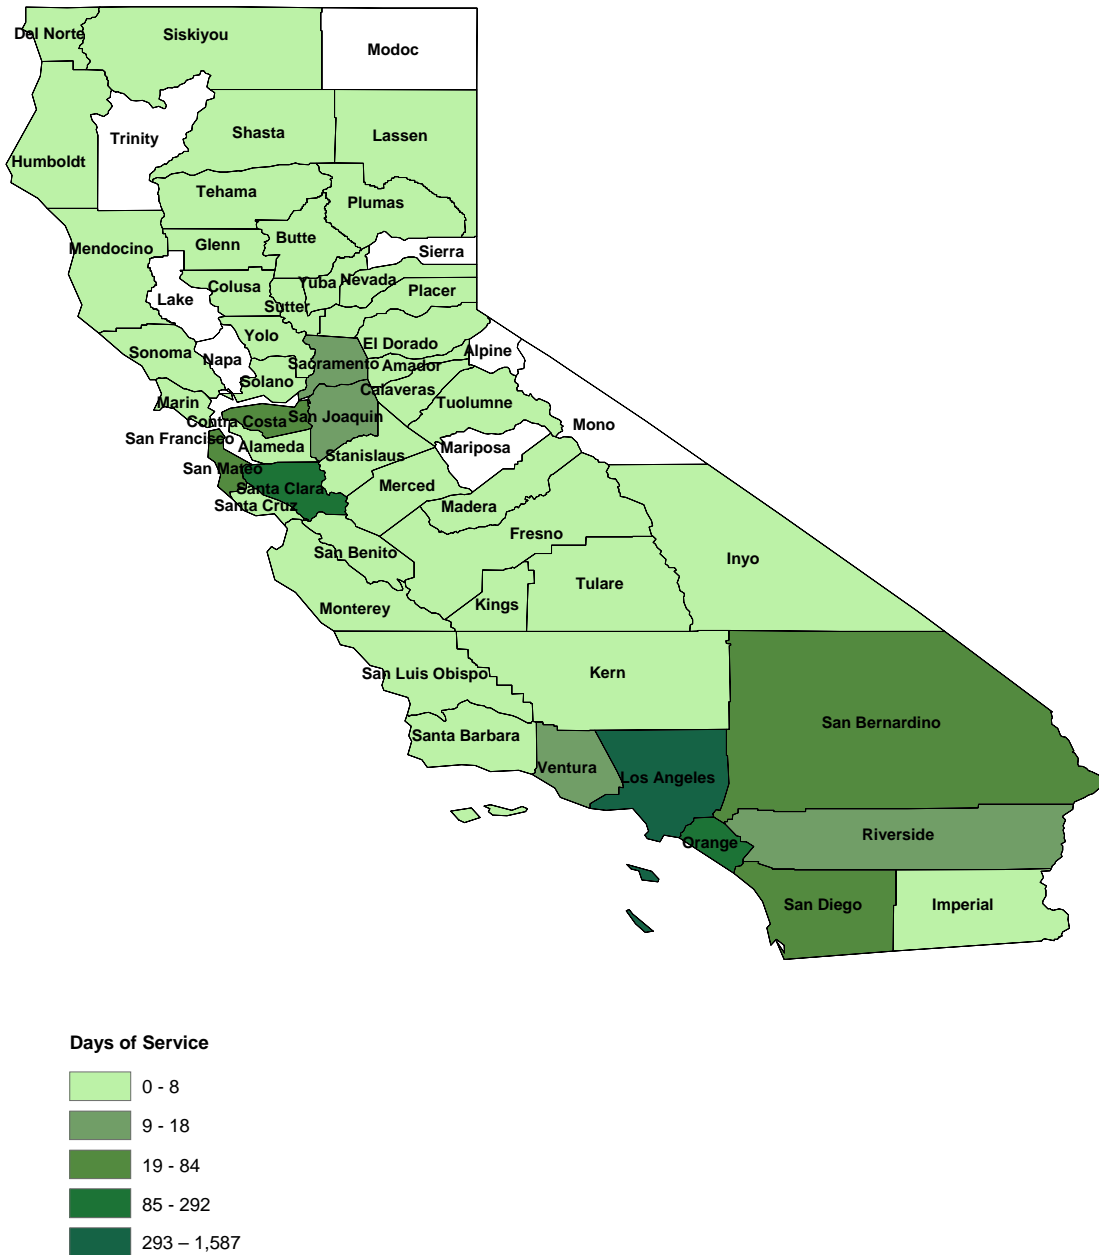 Del Norte
Siskiyou
Modoc
Trinity
Shasta
Lassen
Humboldt
Tehama
Plumas
Mendocino
Glenn
Butte
Sierra
Lake
Colusa
Sutter
Yuba
Nevada
Placer
Sonoma
Napa
Yolo
El Dorado
Alpine
Solano
Sacramento
Amador
Calaveras
Marin
Contra Costa
San Joaquin
Tuolumne
Mono
San Francisco
Alameda
Stanislaus
Mariposa
San Mateo
Santa Clara
Merced
Santa Cruz
Madera
Fresno
San Benito
Inyo
Monterey
Kings
Tulare
San Luis Obispo
Kern
San Bernardino
Santa Barbara
Ventura
Los Angeles
Orange
Riverside
San Diego
Imperial
Days of Service
0 - 8
9 - 18
19 - 84
85 - 292
293 – 1,587